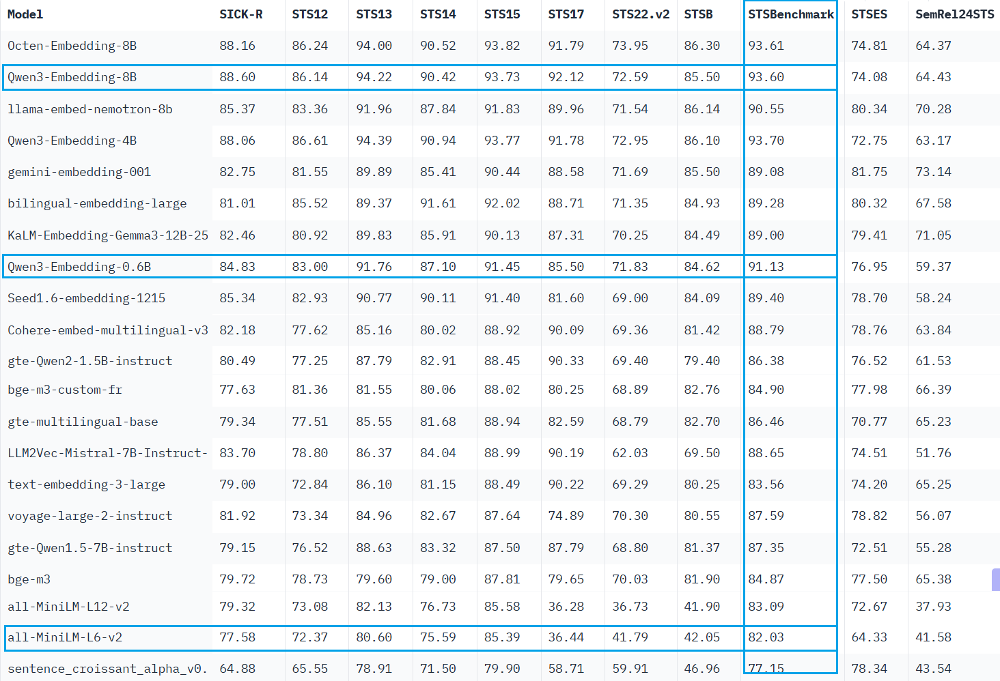 Model SICK-R STS12 STS13 STS14 STS15 STS17 STS22.v2 STSB STSBenchmark STSES SemRel24STS
Octen-Embedding-8B 88.16 86.24 94.00 90.52 93.82 91.79 73.95 86.30 93.61 74.81 64.37
Qwen3-Embedding-8B 88.60 86.14 94.22 90.42 93.73 92.12 72.59 85.50 93.60 74.08 64.43
llama-embed-nemotron-8b 85.37 83.36 91.96 87.84 91.83 89.96 71.54 86.14 90.55 80.34 70.28
Qwen3-Embedding-4B 88.06 86.61 94.39 90.94 93.77 91.78 72.95 86.10 93.70 72.75 63.17
gemini-embedding-001 82.75 81.55 89.89 85.41 90.44 88.58 71.69 85.50 89.08 81.75 73.14
bilingual-embedding-large 81.01 85.52 89.37 91.61 92.02 88.71 71.35 84.93 89.28 80.32 67.58
KaLM-Embedding-Gemma3-12B-25 82.46 80.92 89.83 85.91 90.13 87.31 70.25 84.49 89.00 79.41 71.05
Qwen3-Embedding-0.6B 84.83 83.00 91.76 87.10 91.45 85.50 71.83 84.62 91.13 76.95 59.37
Seed1.6-embedding-1215 85.34 82.93 90.77 90.11 91.40 81.60 69.00 84.09 89.40 78.70 58.24
Cohere-embed-multilingual-v3 82.18 77.62 85.16 80.02 88.92 90.09 69.36 81.42 88.79 78.76 63.84
gte-Qwen2-1.5B-instruct 80.49 77.25 87.79 82.91 88.45 90.33 69.40 79.40 86.38 76.52 61.53
bge-m3-custom-fr 77.63 81.36 81.55 80.06 88.02 80.25 68.89 82.76 84.90 77.98 66.39
gte-multilingual-base 79.34 77.51 85.55 81.68 88.94 82.59 68.79 82.70 86.46 70.77 65.23
LLM2Vec-Mistral-7B-Instruct- 83.70 78.80 86.37 84.04 88.99 90.19 62.03 69.50 88.65 74.51 51.76
text-embedding-3-large 79.00 72.84 86.10 81.15 88.49 90.22 69.29 80.25 83.56 74.20 65.25
voyage-large-2-instruct 81.92 73.34 84.96 82.67 87.64 74.89 70.30 80.55 87.59 78.82 56.07
gte-Qwen1.5-7B-instruct 79.15 76.52 88.63 83.32 87.50 87.79 68.80 81.37 87.35 72.51 55.28
bge-m3 79.72 78.73 79.60 79.00 87.81 79.65 70.03 81.90 84.87 77.50 65.38
all-MiniLM-L12-v2 79.32 73.08 82.13 76.73 85.58 36.28 36.73 41.90 83.09 72.67 37.93
all-MiniLM-L6-v2 77.58 72.37 80.60 75.59 85.39 36.44 41.79 42.05 82.03 64.33 41.58
sentence_croissant_alpha_v0. 64.88 65.55 78.91 71.50 79.90 58.71 59.91 46.96 77.15 78.34 43.54